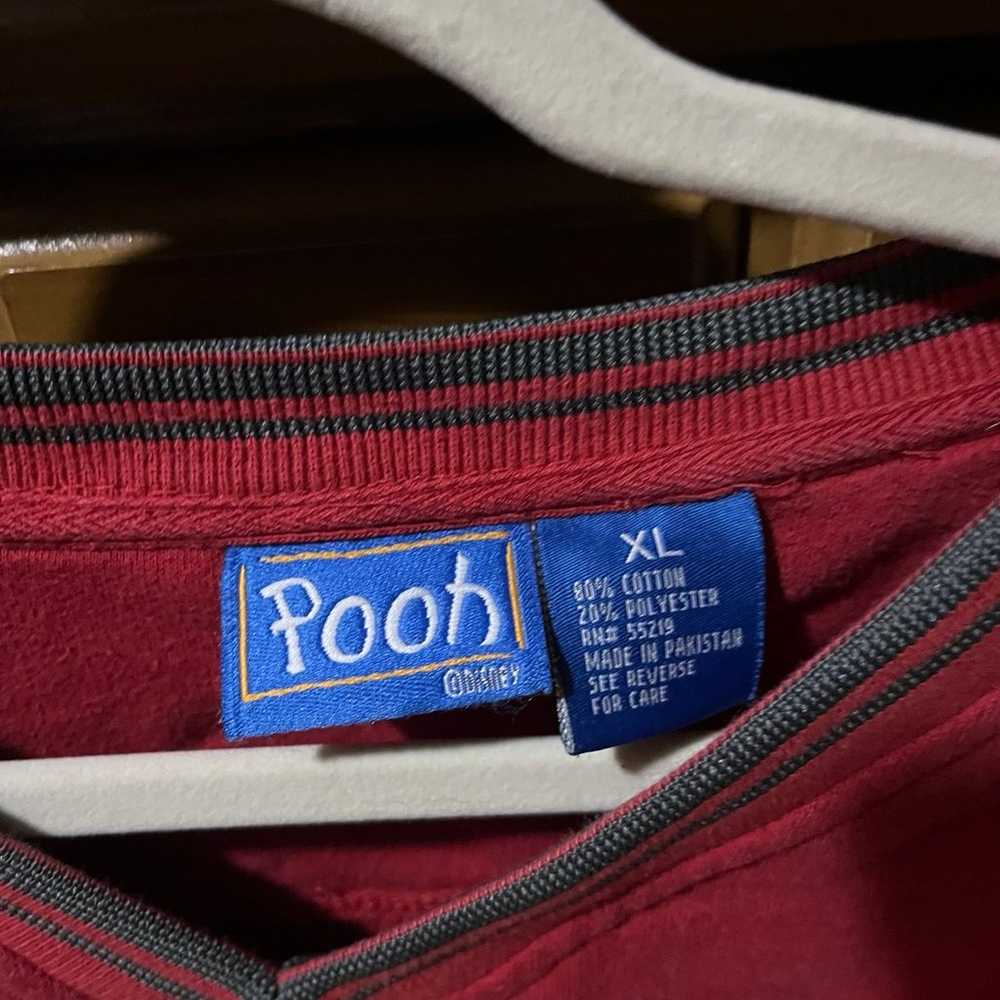 Pooh
©DISNEY
XL
80% COTTON
20% POLYESTER
RN# 55219
MADE IN PAKISTAN
SEE REVERSE
FOR CARE